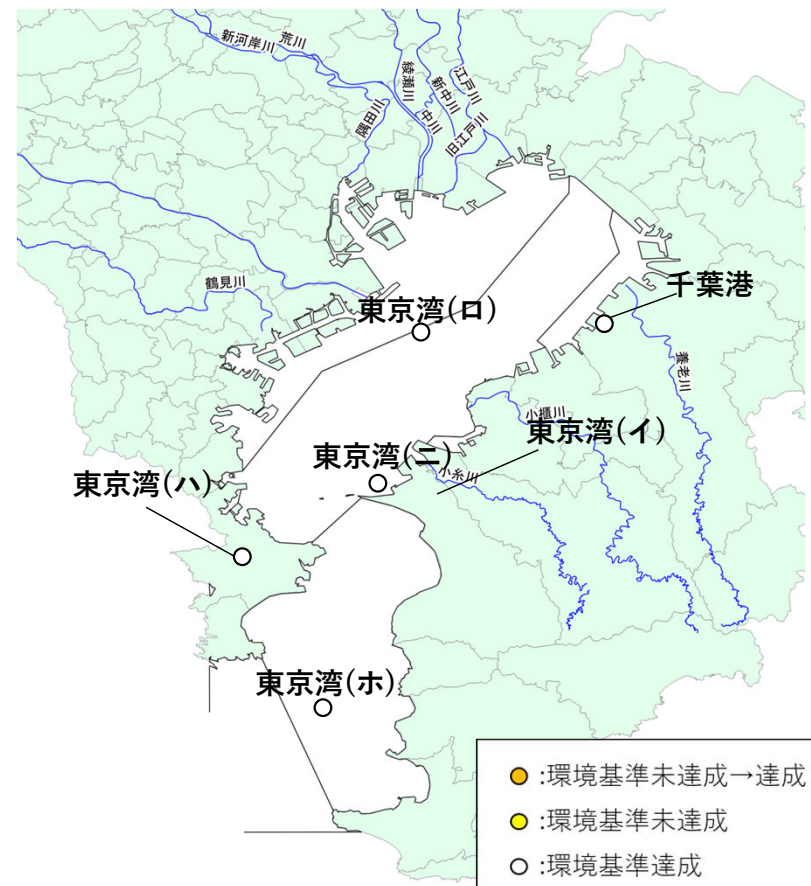 荒川
新河岸川
綾瀬川
新中川
江戸川
中川
隅田川
旧江戸川
鶴見川
千葉港
東京湾(ロ)
養老川
小櫃川
東京湾(イ)
東京湾(ニ)
小糸川
東京湾(ハ)
東京湾(ホ)
:環境基準未達成→達成
:環境基準未達成
:環境基準達成